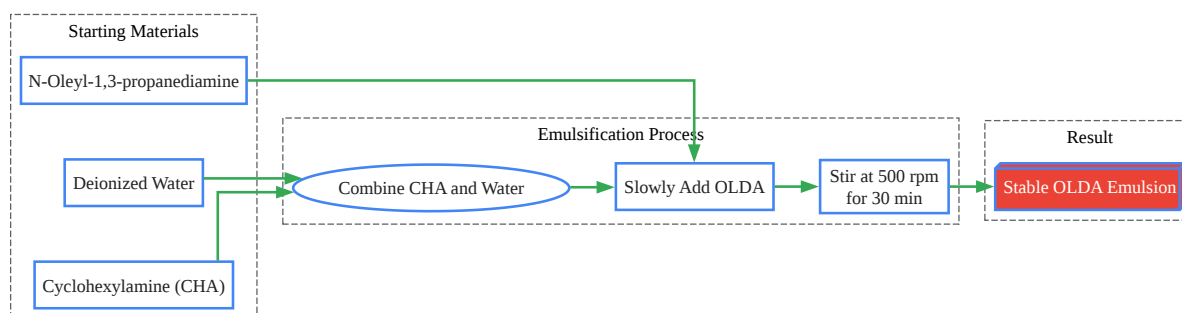 Starting Materials
N-Oleyl-1,3-propanediamine
Deionized Water
Cyclohexylamine (CHA)
Emulsification Process
Combine CHA and Water
Slowly Add OLDA
Stir at 500 rpm
for 30 min
Result
Stable OLDA Emulsion